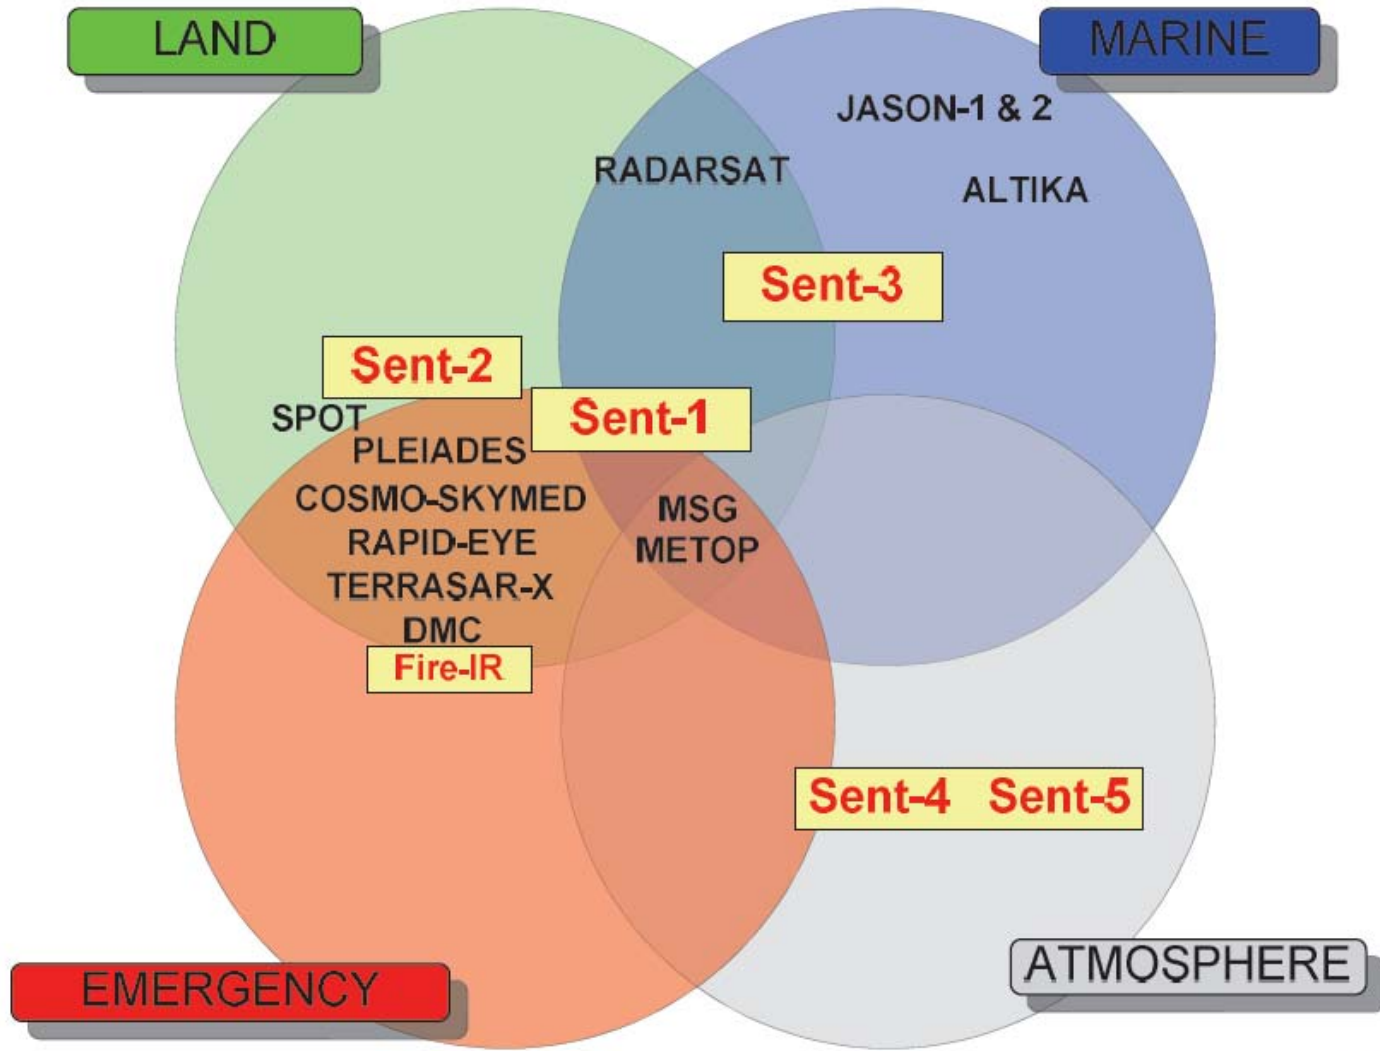 LAND
MARINE
JASON-1 & 2
RADARSAT
ALTIKA
Sent-3
Sent-2
Sent-1
SPOT
PLEIADES
COSMO-SKYMED
MSG
RAPID-EYE
METOP
TERRASAR-X
DMC
Fire-IR
Sent-4 Sent-5
ATMOSPHERE
EMERGENCY